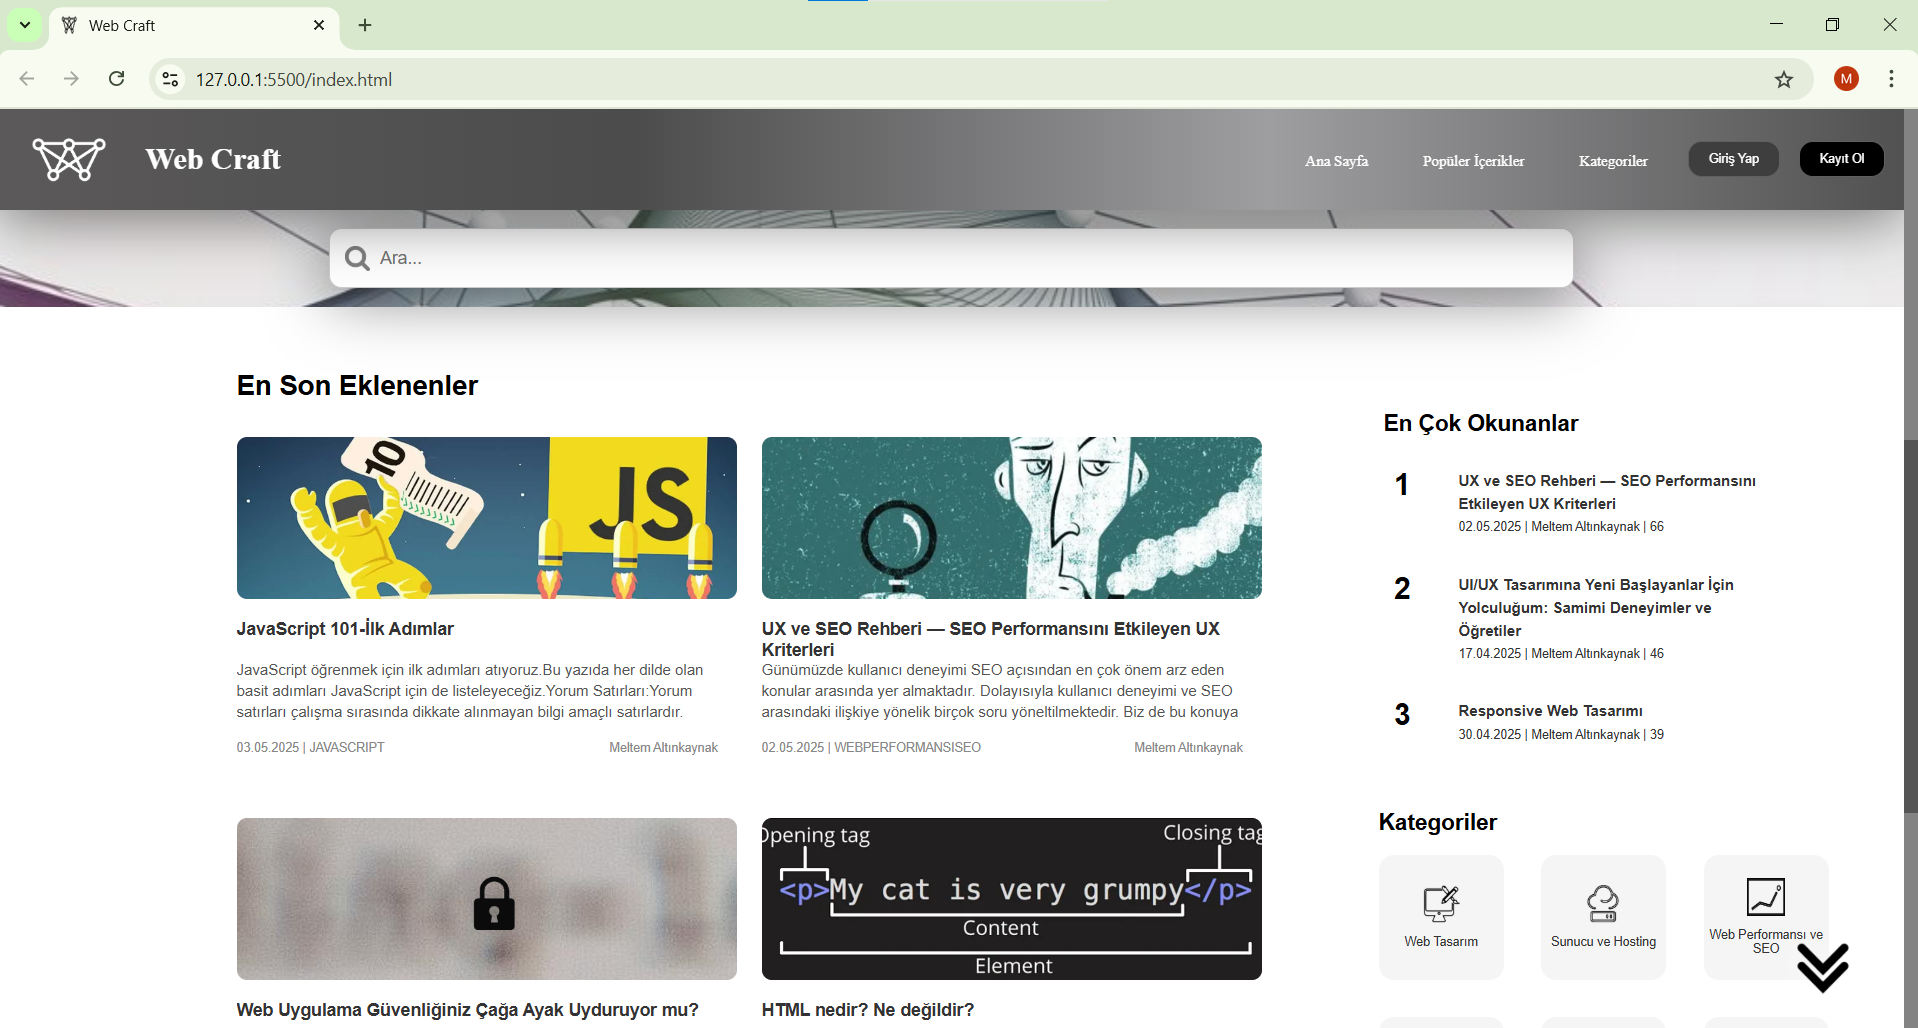 Web Craft
127.0.0.1:5500/index.html
M
Web Craft
Ana Sayfa
Popüler İçerikler
Kategoriler
Giriş Yap
Kayıt Ol
Ara...
En Son Eklenenler
10
JS
JavaScript 101-İlk Adımlar
JavaScript öğrenmek için ilk adımları atıyoruz.Bu yazıda her dilde olan
basit adımları JavaScript için de listeleyeceğiz.Yorum Satırları:Yorum
satırları çalışma sırasında dikkate alınmayan bilgi amaçlı satırlardır.
03.05.2025 | JAVASCRIPT
Meltem Altınkaynak
UX ve SEO Rehberi — SEO Performansını Etkileyen UX
Kriterleri
Günümüzde kullanıcı deneyimi SEO açısından en çok önem arz eden
konular arasında yer almaktadır. Dolayısıyla kullanıcı deneyimi ve SEO
arasındaki ilişkiye yönelik birçok soru yöneltilmektedir. Biz de bu konuya
02.05.2025 | WEBPERFORMANSISEO
Meltem Altınkaynak
Web Uygulama Güvenliğiniz Çağa Ayak Uyduruyor mu?
Opening tag
Closing tag
<p>My cat is very grumpy</p>
Content
Element
HTML nedir? Ne değildir?
En Çok Okunanlar
1
UX ve SEO Rehberi — SEO Performansını
Etkileyen UX Kriterleri
02.05.2025 | Meltem Altınkaynak | 66
2
UI/UX Tasarımına Yeni Başlayanlar İçin
Yolculuğum: Samimi Deneyimler ve
Öğretiler
17.04.2025 | Meltem Altınkaynak | 46
3
Responsive Web Tasarımı
30.04.2025 | Meltem Altınkaynak | 39
Kategoriler
Web Tasarım
Sunucu ve Hosting
Web Performansı ve
SEO